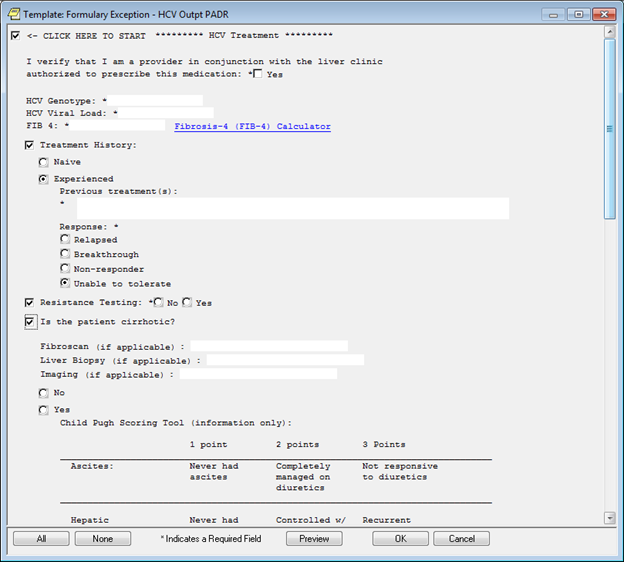 Template: Formulary Exception - HCV Outpt PADR
<- CLICK HERE TO START ********* HCV Treatment *********
I verify that I am a provider in conjunction with the liver clinic
authorized to prescribe this medication: * Yes
HCV Genotype: *
HCV Viral Load: *
FIB 4: * Fibrosis-4 (FIB-4) Calculator
Treatment History:
Naive
Experienced
Previous treatment(s):
*
Response: *
Relapsed
Breakthrough
Non-responder
Unable to tolerate
Resistance Testing: * No Yes
Is the patient cirrhotic?
Fibroscan (if applicable) :
Liver Biopsy (if applicable) :
Imaging (if applicable) :
No
Yes
Child Pugh Scoring Tool (information only):
1 point 2 points 3 Points
Ascites: Never had Completely Not responsive
ascites managed on to diuretics
diuretics
Hepatic Never had Controlled w/ Recurrent
All None * Indicates a Required Field Preview OK Cancel